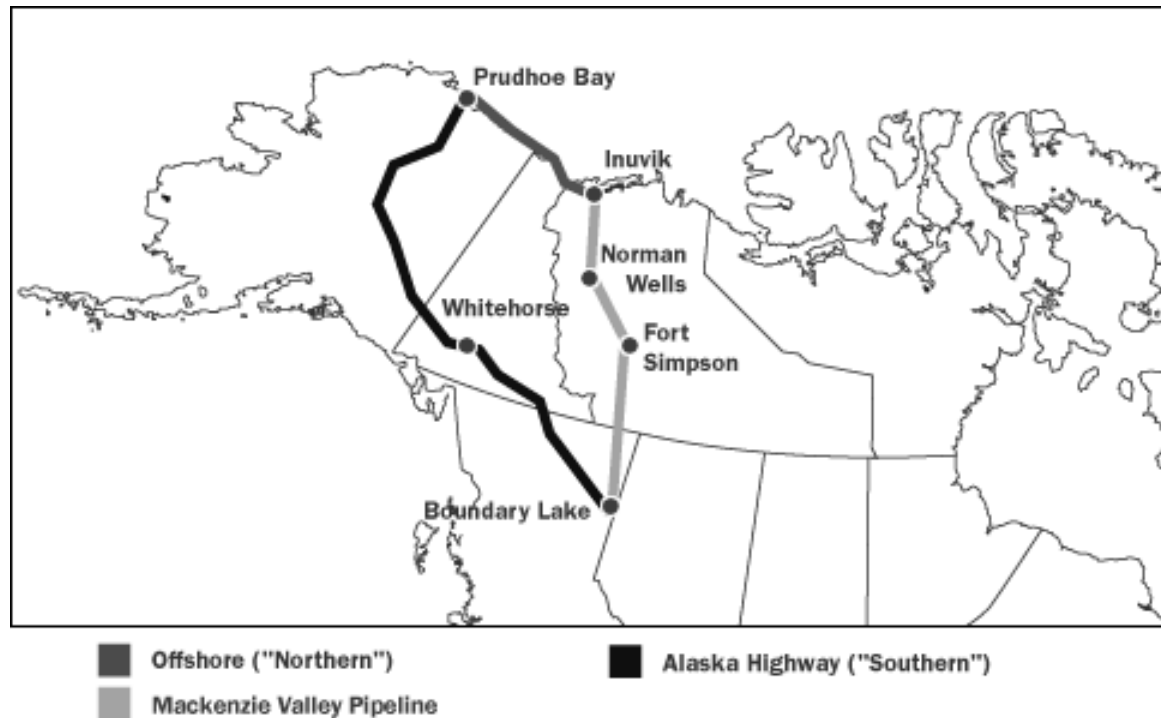 Prudhoe Bay
Inuvik
Norman
Wells
Whitehorse
Fort
Simpson
Boundary Lake
Offshore ("Northern")
Alaska Highway ("Southern")
Mackenzie Valley Pipeline